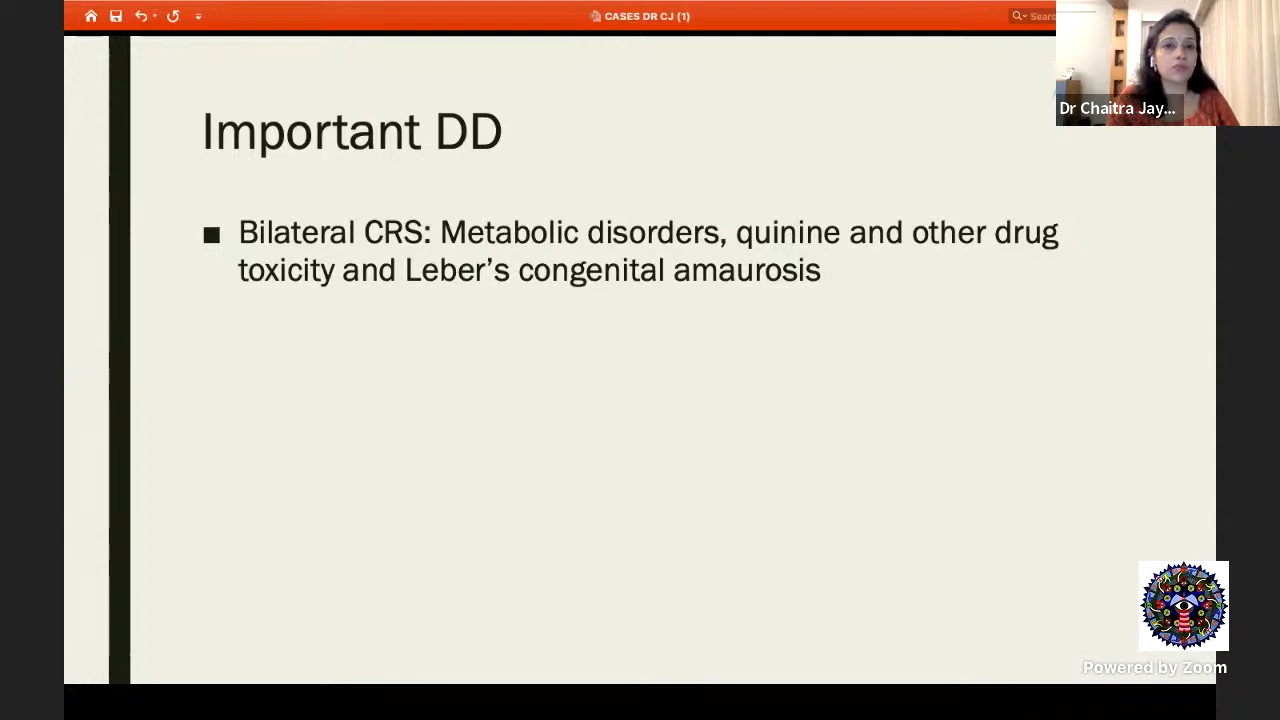 CASES DR CJ (1)
Sear
Dr Chaitra Jay...
Important DD
■ Bilateral CRS: Metabolic disorders, quinine and other drug
toxicity and Leber’s congenital amaurosis
Powered by Zoom